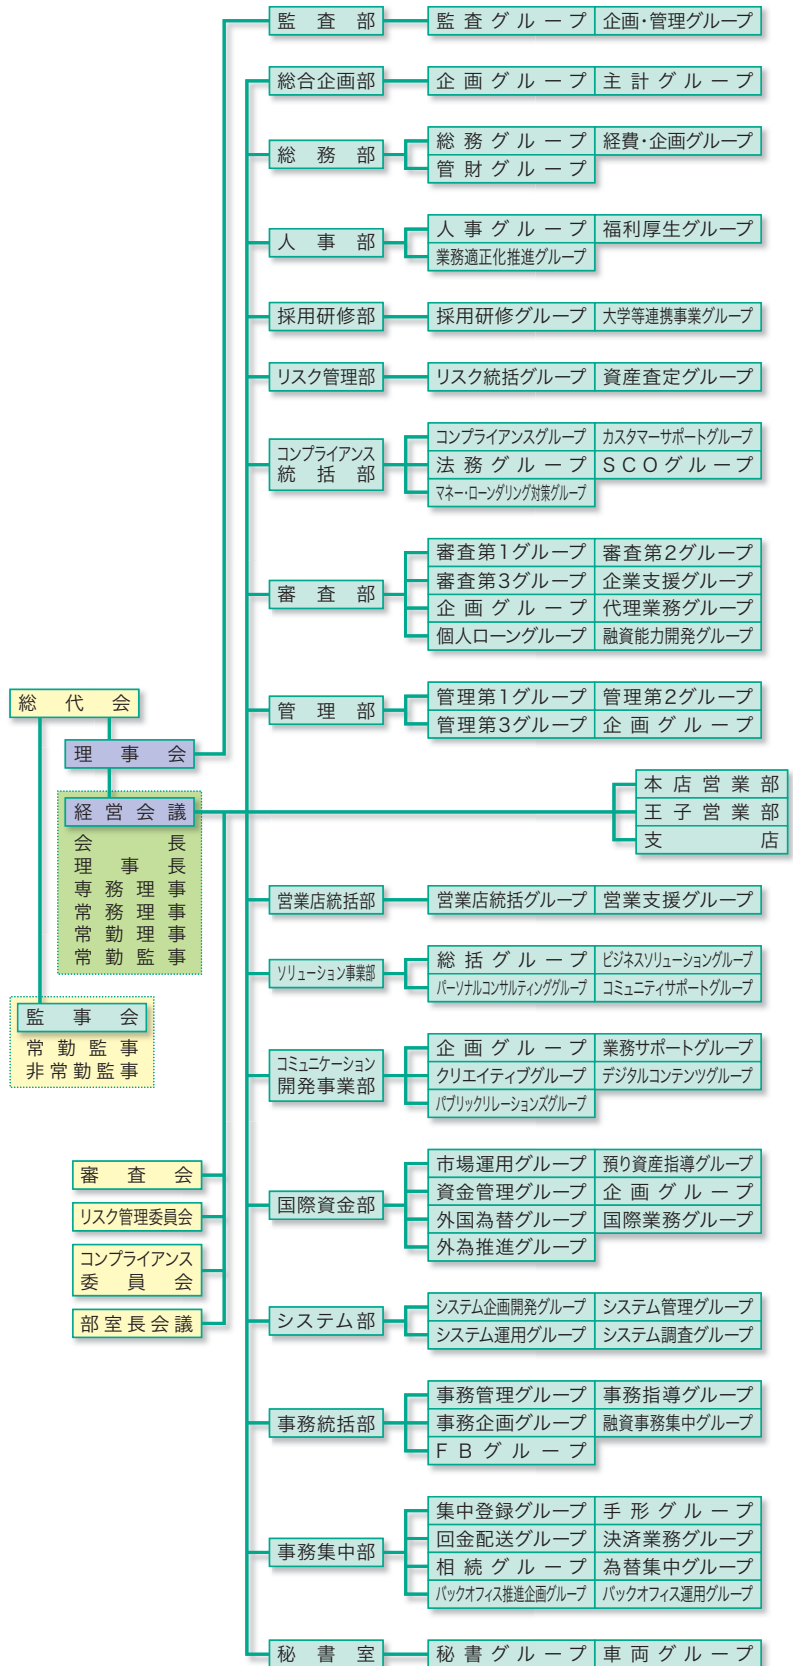 監査部
監査グループ 企画・管理グループ
総合企画部
企画グループ 主計グループ
総務部
総務グループ 経費・企画グループ
管財グループ
人事部
人事グループ 福利厚生グループ
業務適正化推進グループ
採用研修部
採用研修グループ 大学等連携事業グループ
リスク管理部
リスク統括グループ 資産査定グループ
コンプライアンス
統括部
コンプライアンスグループ カスタマーサポートグループ
法務グループ SCOグループ
マネー・ローンダリング対策グループ
審査部
審査第1グループ 審査第2グループ
審査第3グループ 企業支援グループ
企画グループ 代理業務グループ
個人ローングループ 融資能力開発グループ
管理部
管理第1グループ 管理第2グループ
管理第3グループ 企画グループ
総代会
理事会
経営会議
会長
理事長
専務理事
常務理事
常勤理事
常勤監事
本店営業部
王子営業部
支店
監事会
常勤監事
非常勤監事
審査会
リスク管理委員会
コンプライアンス
委員会
部室長会議
営業店統括部
営業店統括グループ 営業支援グループ
ソリューション事業部
総括グループ ビジネスソリューショングループ
パーソナルコンサルティンググループ コミュニティサポートグループ
コミュニケーション
開発事業部
企画グループ 業務サポートグループ
クリエイティブグループ デジタルコンテンツグループ
パブリックリレーションズグループ
国際資金部
市場運用グループ 預り資産指導グループ
資金管理グループ 企画グループ
外国為替グループ 国際業務グループ
外為推進グループ
システム部
システム企画開発グループ システム管理グループ
システム運用グループ システム調査グループ
事務統括部
事務管理グループ 事務指導グループ
事務企画グループ 融資事務集中グループ
FBグループ
事務集中部
集中登録グループ 手形グループ
回金配送グループ 決済業務グループ
相続グループ 為替集中グループ
バックオフィス推進企画グループ バックオフィス運用グループ
秘書室
秘書グループ 車両グループ